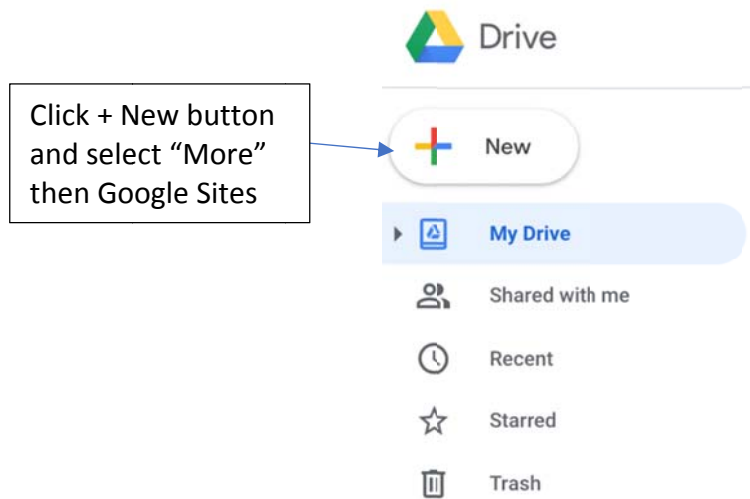 Drive
Click + New button
and select “More”
then Google Sites
New
My Drive
Shared with me
Recent
Starred
Trash